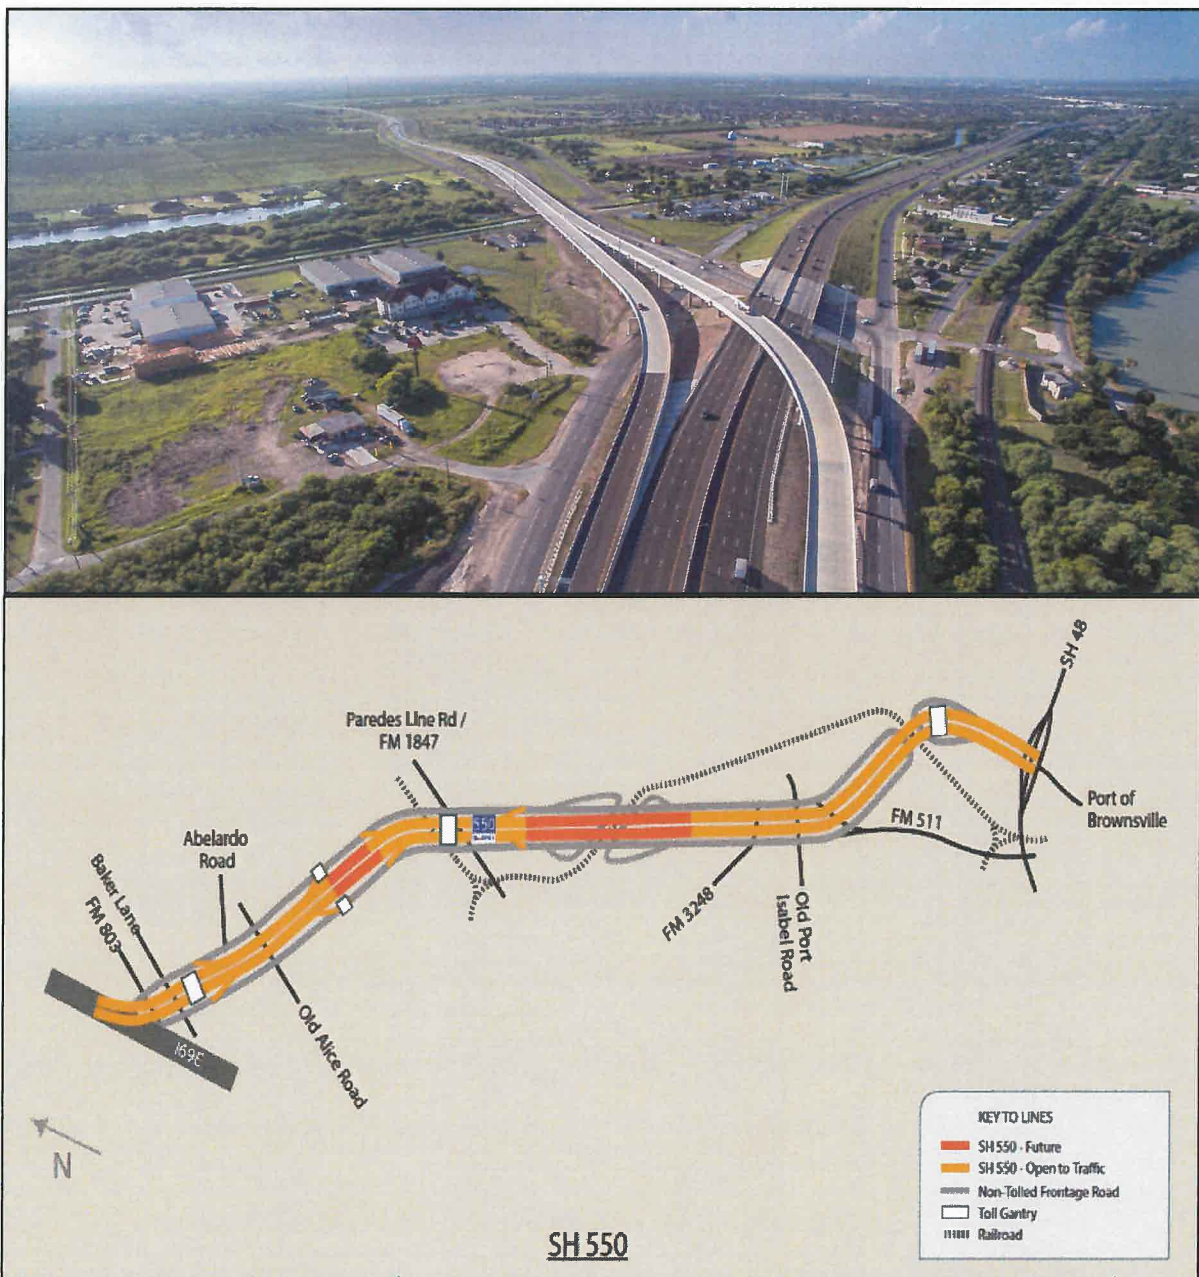 SH 48
Paredes Line Rd /
FM 1847
550
Port of
Brownsville
FM 511
Abelardo
Road
Baker Lane
FM 803
FM 3248
Old Port
Isabel Road
Old Alice Road
I69E
N
KEY TO LINES
SH 550 - Future
SH 550 - Open to Traffic
Non-Tolled Frontage Road
Toll Gantry
Railroad
SH 550